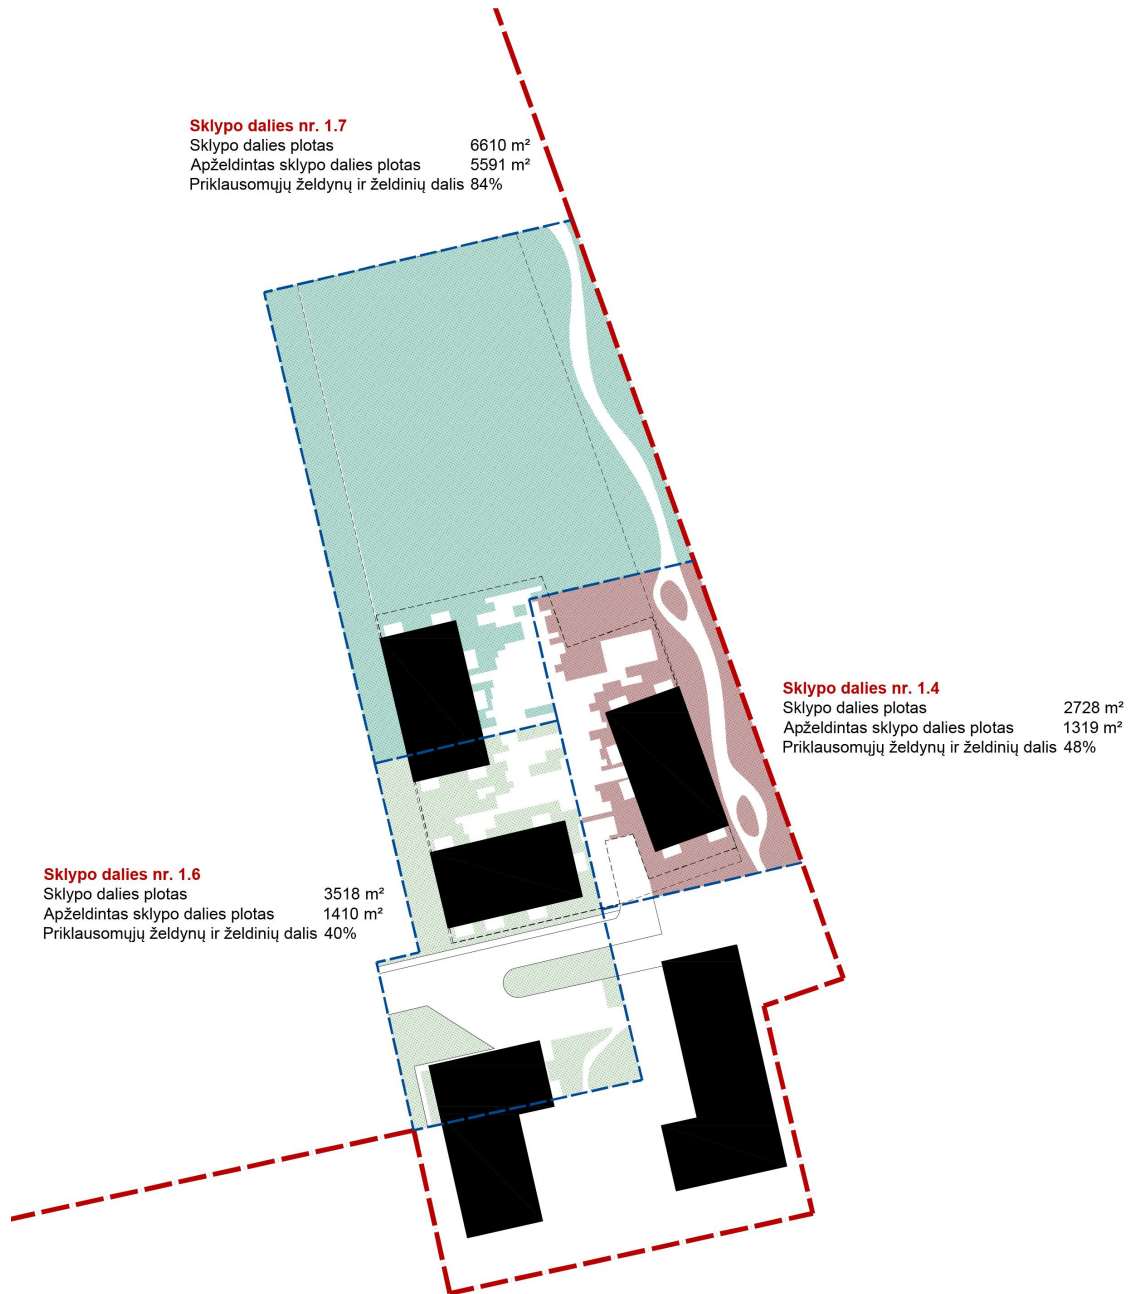 Sklypo dalies nr. 1.7
Sklypo dalies plotas 6610 m²
Apželdintas sklypo dalies plotas 5591 m²
Priklausomųjų želdynų ir želdinių dalis 84%
Sklypo dalies nr. 1.4
Sklypo dalies plotas 2728 m²
Apželdintas sklypo dalies plotas 1319 m²
Priklausomųjų želdynų ir želdinių dalis 48%
Sklypo dalies nr. 1.6
Sklypo dalies plotas 3518 m²
Apželdintas sklypo dalies plotas 1410 m²
Priklausomųjų želdynų ir želdinių dalis 40%